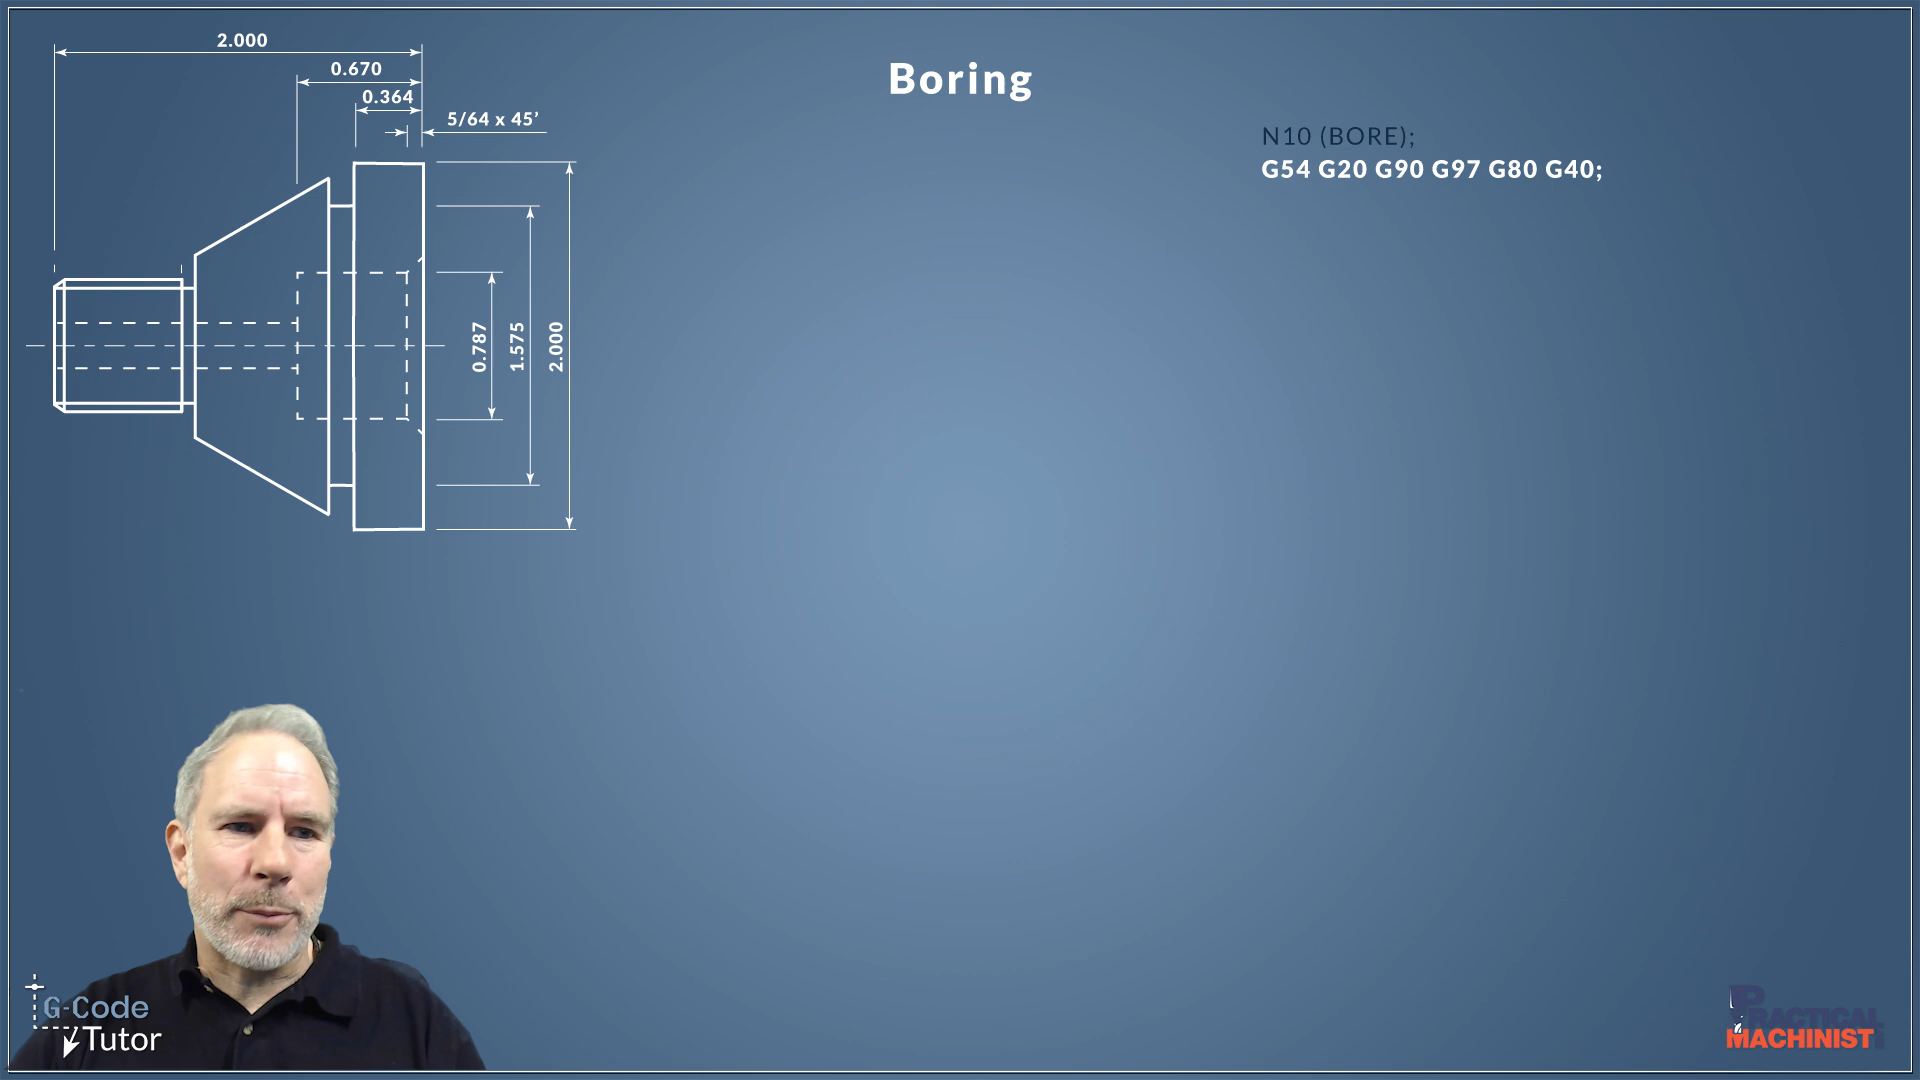 2.000
0.670
0.364
5/64 x 45’
Boring
N10 (BORE);
G54 G20 G90 G97 G80 G40;
0.787
1.575
2.000
G-Code
Tutor
PRACTICAL
MACHINIST